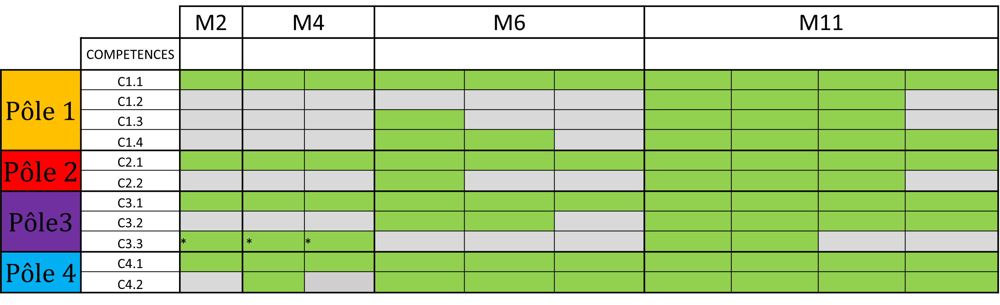 M2 M4 M6 M11
COMPETENCES
Pôle 1
C1.1
C1.2
C1.3
C1.4
Pôle 2
C2.1
C2.2
Pôle3
C3.1
C3.2
C3.3 * * *
Pôle 4
C4.1
C4.2